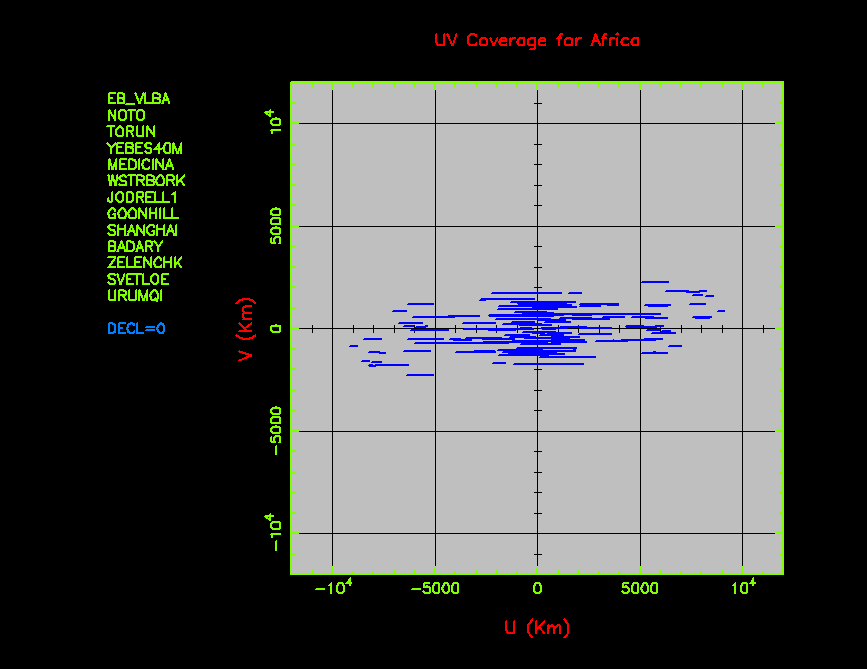 UV Coverage for Africa
EB_VLBA
NOTO
TORUN
YEBES40M
MEDICINA
WSTRBORK
JODRELL1
GOONHILL
SHANGHAI
BADARY
ZELENCHK
SVETLOE
URUMQI
DECL=0
V (Km)
10⁴
5000
0
−5000
−10⁴
−10⁴ −5000 0 5000 10⁴
U (Km)